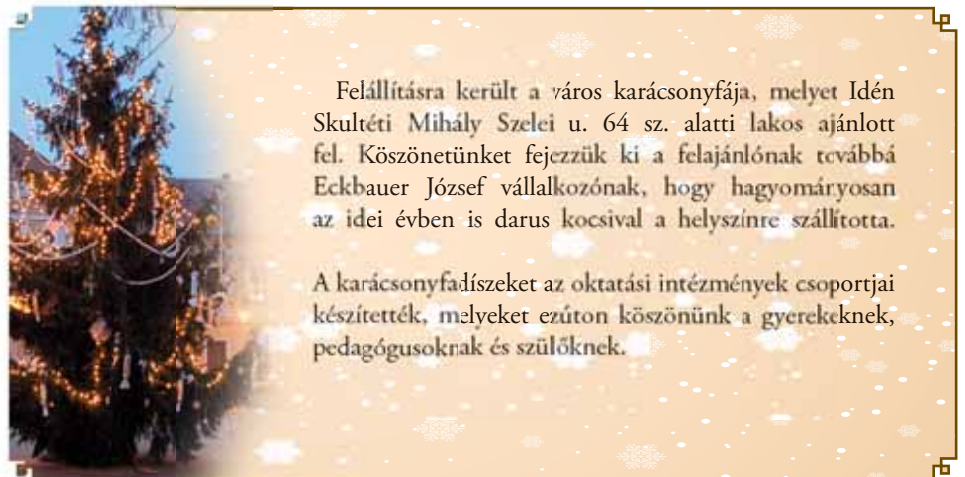 Felállításra került a város karácsonyfája, melyet Idén
Skultéti Mihály Szelei u. 64 sz. alatti lakos ajánlott
fel. Köszönetünket fejezzük ki a felajánlónak továbbá
Eckbauer József vállalkozónak, hogy hagyományosan
az idei évben is darus kocsival a helyszínre szállította.
A karácsonyfadíszeket az oktatási intézmények csoportjai
készítették, melyeket ezúton köszönünk a gyerekeknek,
pedagógusoknak és szülőknek.